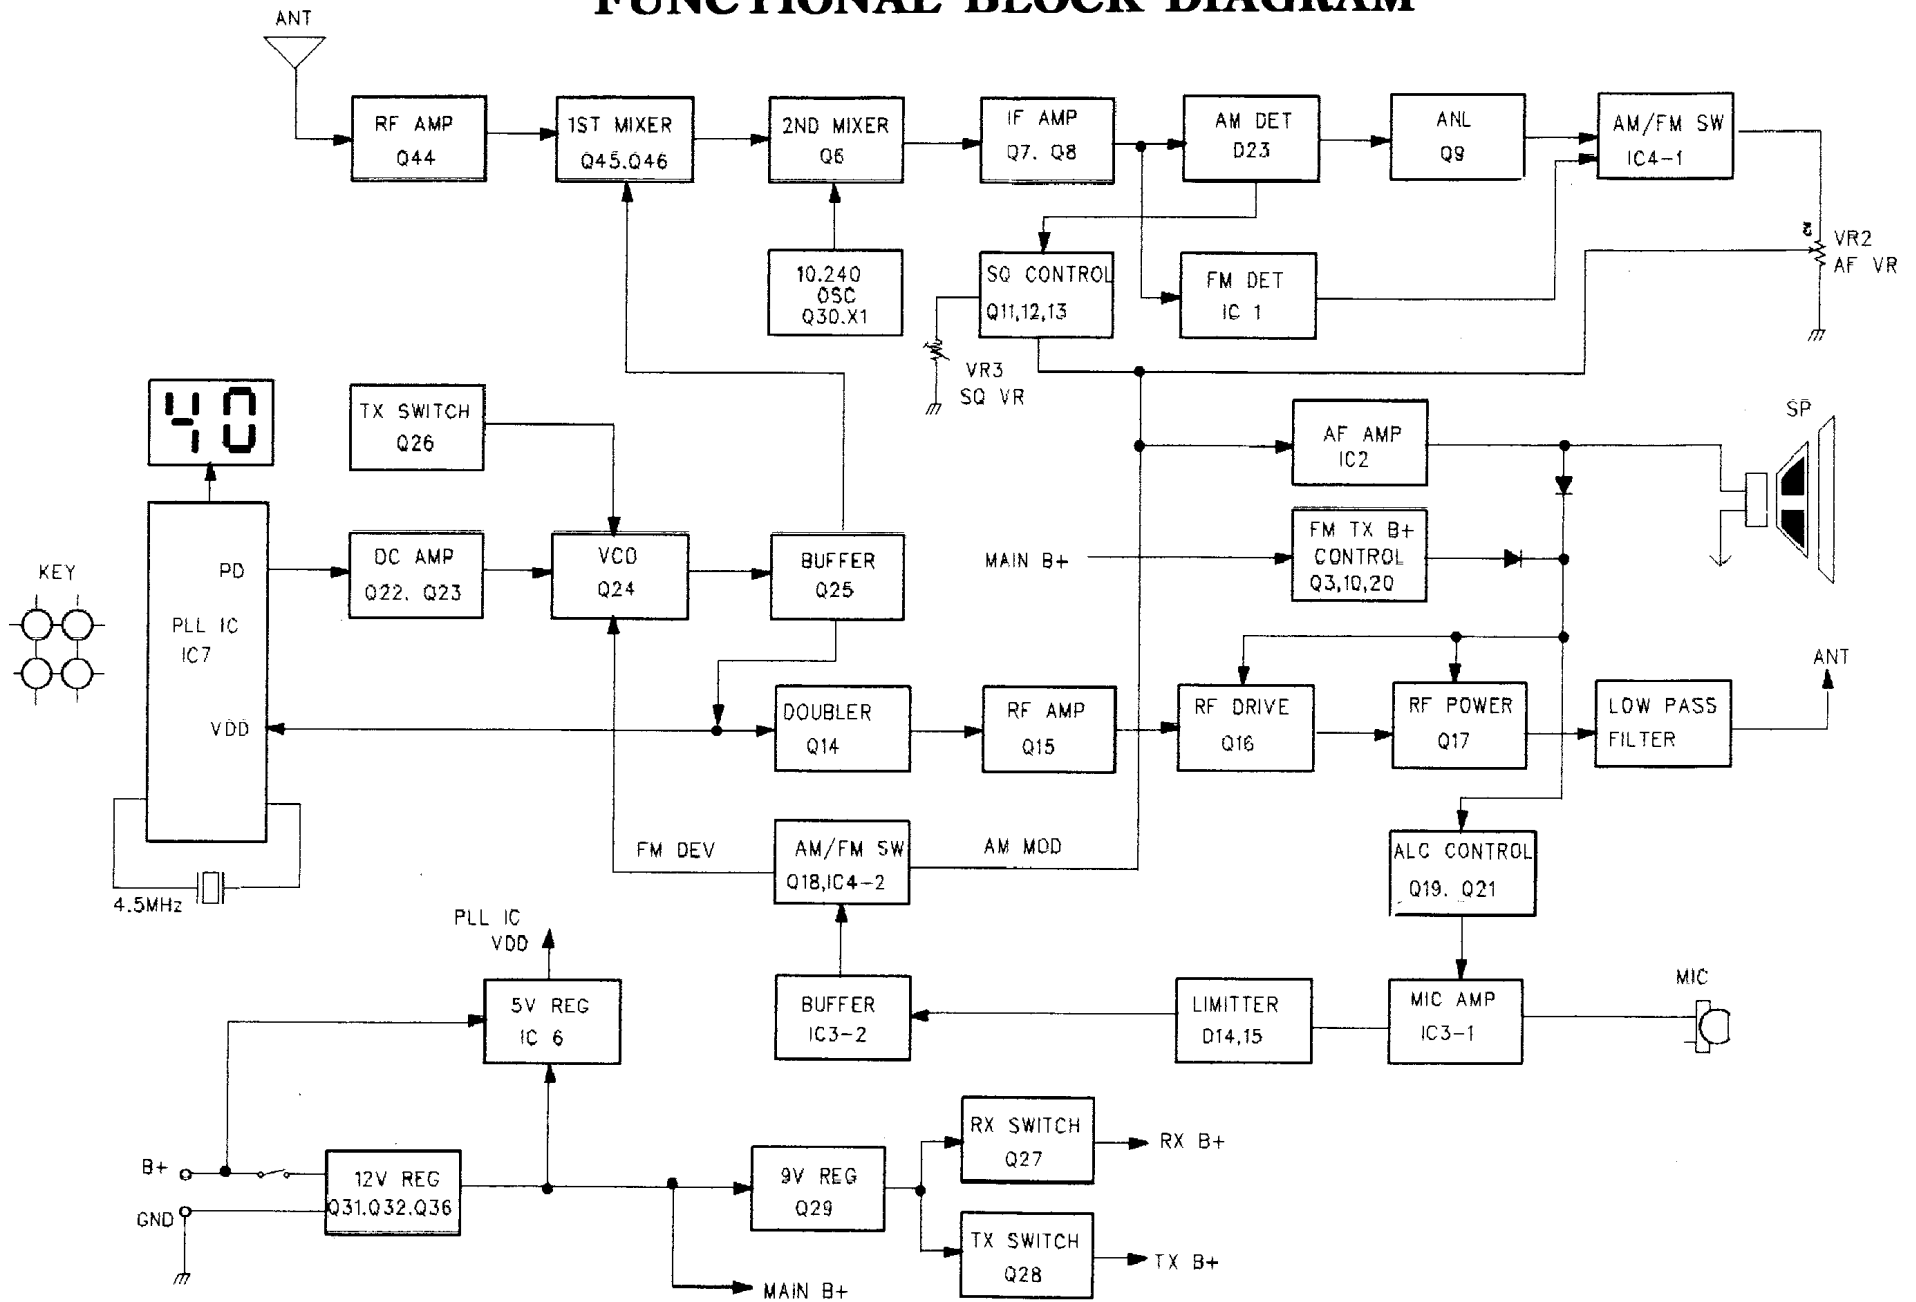 FUNCTIONAL BLOCK DIAGRAM
ANT
RF AMP
Q44
1ST MIXER
Q45.Q46
2ND MIXER
Q6
IF AMP
Q7. Q8
AM DET
D23
ANL
Q9
AM/FM SW
IC4-1
10.240
OSC
Q30.X1
SQ CONTROL
Q11,12,13
FM DET
IC 1
VR2
AF VR
VR3
SQ VR
40
TX SWITCH
Q26
AF AMP
IC2
SP
KEY
PD
PLL IC
IC7
VDD
DC AMP
Q22. Q23
VCO
Q24
BUFFER
Q25
MAIN B+
FM TX B+
CONTROL
Q3,10,20
DOUBLER
Q14
RF AMP
Q15
RF DRIVE
Q16
RF POWER
Q17
LOW PASS
FILTER
ANT
4.5MHz
FM DEV
AM/FM SW
Q18,IC4-2
AM MOD
ALC CONTROL
Q19. Q21
PLL IC
VDD
5V REG
IC 6
BUFFER
IC3-2
LIMITTER
D14,15
MIC AMP
IC3-1
MIC
B+
GND
12V REG
Q31.Q32.Q36
9V REG
Q29
RX SWITCH
Q27
RX B+
TX SWITCH
Q28
TX B+
MAIN B+